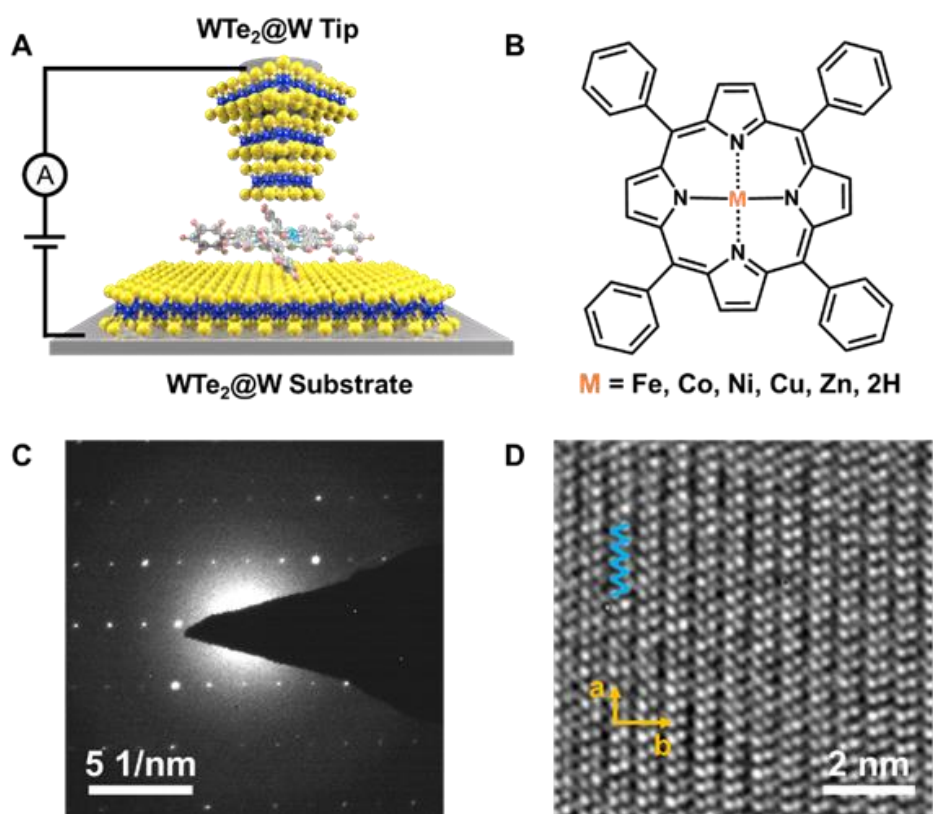 A
WTe₂@W Tip
A
WTe₂@W Substrate
B
N
N
M
N
N
M = Fe, Co, Ni, Cu, Zn, 2H
C
5 1/nm
D
a
b
2 nm